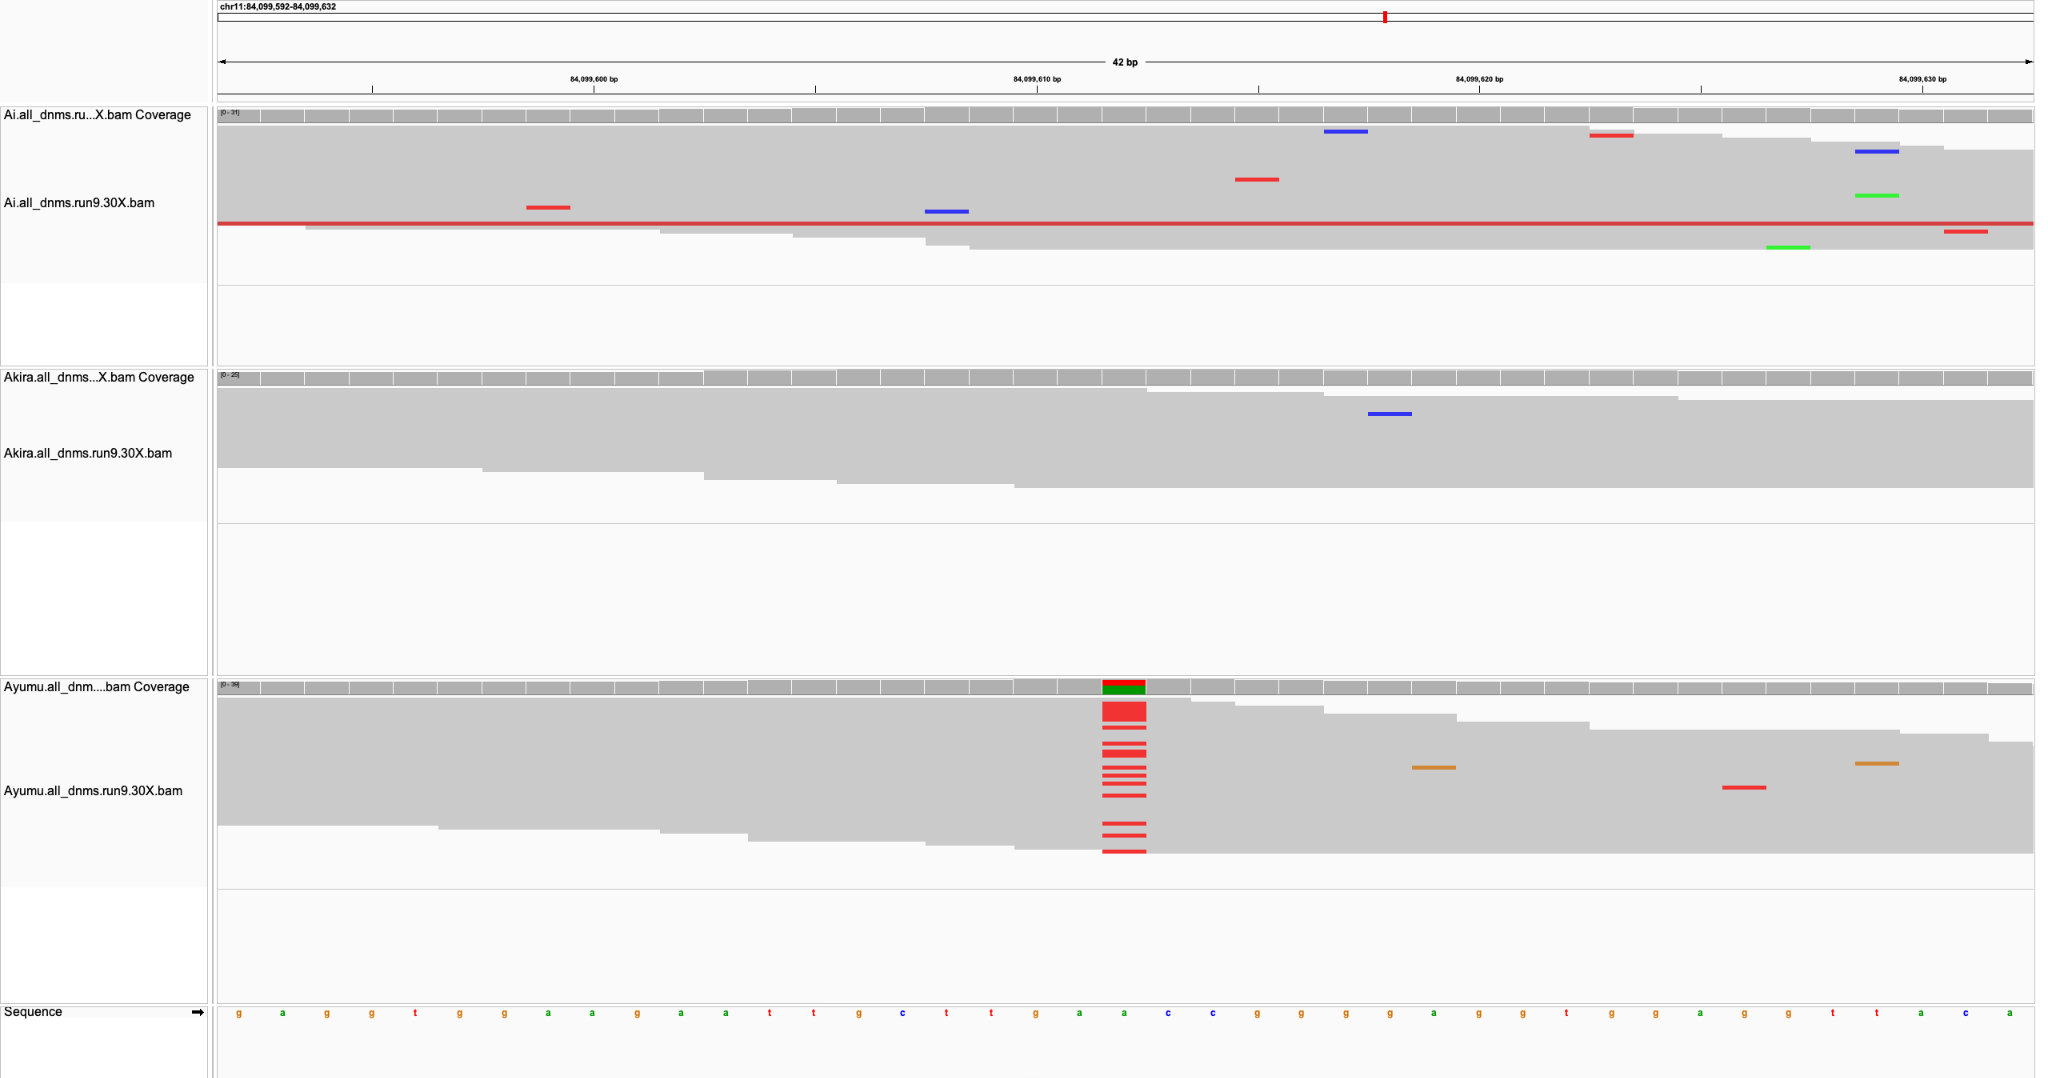 chr11:84,099,592-84,099,632
42 bp
84,099,600 bp 84,099,610 bp 84,099,620 bp 84,099,630 bp
Ai.all_dnms.ru...X.bam Coverage
[0 - 31]
Ai.all_dnms.run9.30X.bam
Akira.all_dnms...X.bam Coverage
[0 - 25]
Akira.all_dnms.run9.30X.bam
Ayumu.all_dnm....bam Coverage
[0 - 39]
Ayumu.all_dnms.run9.30X.bam
Sequence g a g g t g g a a g a a t t g c t t g a a c c g g g g a g g t g g a g g t t a c a